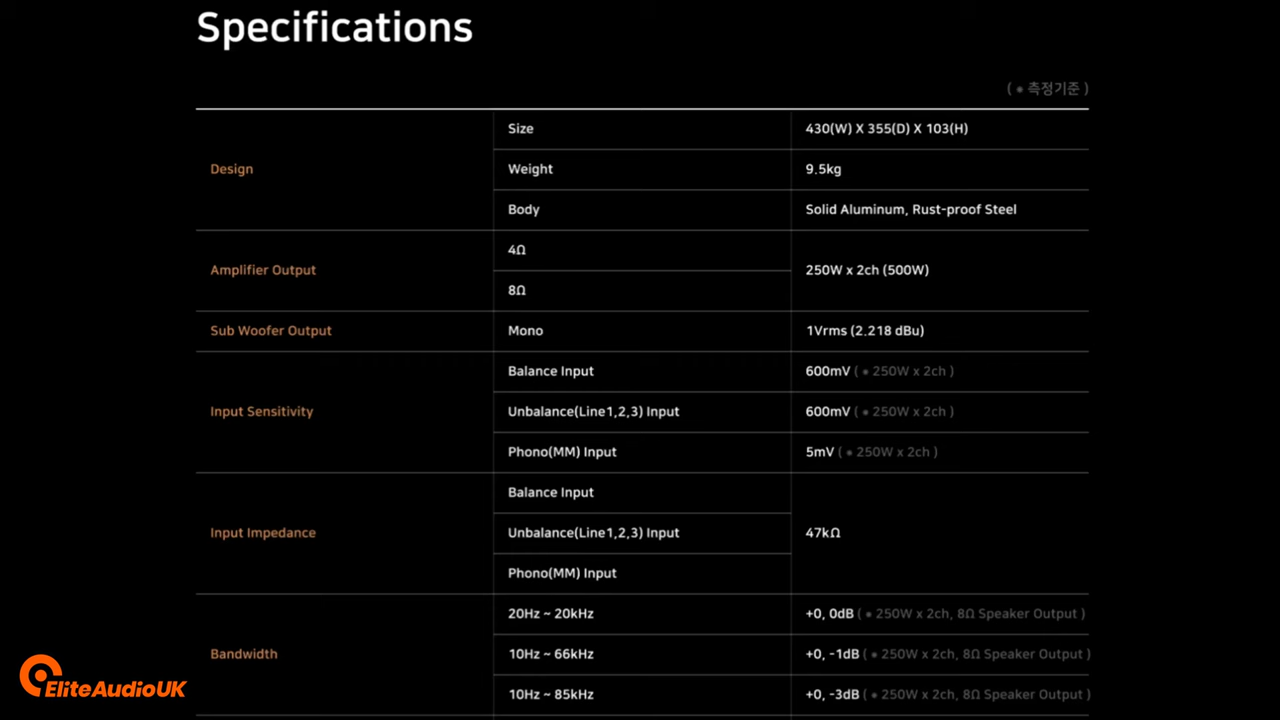 Specifications
( ● 측정기준 )
Design
Size
430(W) X 355(D) X 103(H)
Weight
9.5kg
Body
Solid Aluminum, Rust-proof Steel
Amplifier Output
4Ω
8Ω
250W x 2ch (500W)
Sub Woofer Output
Mono
1Vrms (2.218 dBu)
Input Sensitivity
Balance Input
600mV ( ● 250W x 2ch )
Unbalance(Line1,2,3) Input
600mV ( ● 250W x 2ch )
Phono(MM) Input
5mV ( ● 250W x 2ch )
Input Impedance
Balance Input
Unbalance(Line1,2,3) Input
Phono(MM) Input
47kΩ
Bandwidth
20Hz ~ 20kHz
+0, 0dB ( ● 250W x 2ch, 8Ω Speaker Output )
10Hz ~ 66kHz
+0, -1dB ( ● 250W x 2ch, 8Ω Speaker Output )
10Hz ~ 85kHz
+0, -3dB ( ● 250W x 2ch, 8Ω Speaker Output )
EliteAudioUK